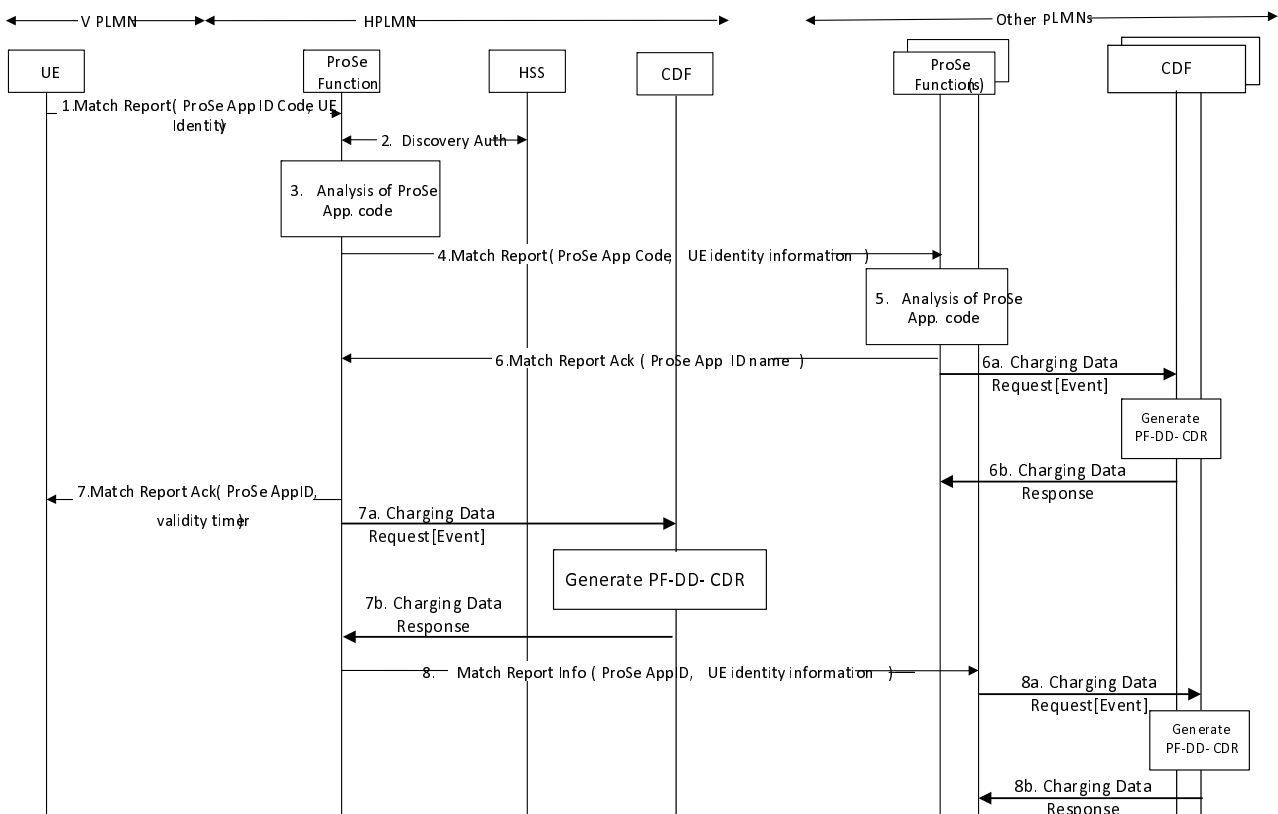 V PLMN
HPLMN
Other PLMNs
UE
ProSe
Function
HSS
CDF
ProSe
Function(s)
CDF
1.Match Report( ProSe App ID Code, UE
Identity)
2. Discovery Auth
3. Analysis of ProSe
App. code
4.Match Report( ProSe App Code, UE identity information )
5. Analysis of ProSe
App. code
6.Match Report Ack ( ProSe App ID name )
6a. Charging Data
Request[Event]
Generate
PF-DD- CDR
6b. Charging Data
Response
7.Match Report Ack( ProSe AppID,
validity timer)
7a. Charging Data
Request[Event]
Generate PF-DD- CDR
7b. Charging Data
Response
8. Match Report Info ( ProSe AppID, UE identity information )
8a. Charging Data
Request[Event]
Generate
PF-DD- CDR
8b. Charging Data
Response